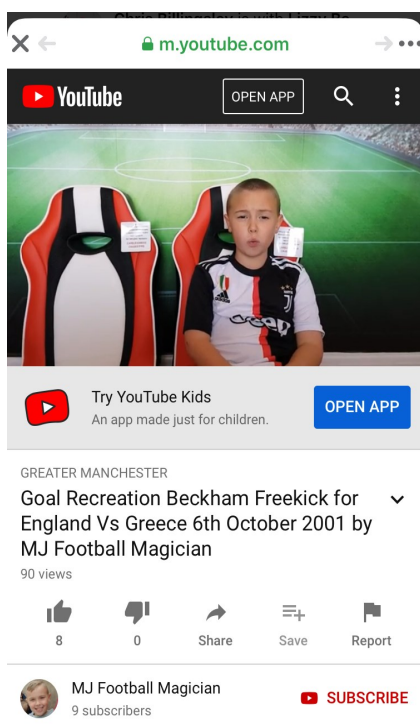 m.youtube.com
YouTube
OPEN APP
Try YouTube Kids
An app made just for children.
OPEN APP
GREATER MANCHESTER
Goal Recreation Beckham Freekick for
England Vs Greece 6th October 2001 by
MJ Football Magician
90 views
8
0
Share
Save
Report
MJ Football Magician
9 subscribers
SUBSCRIBE